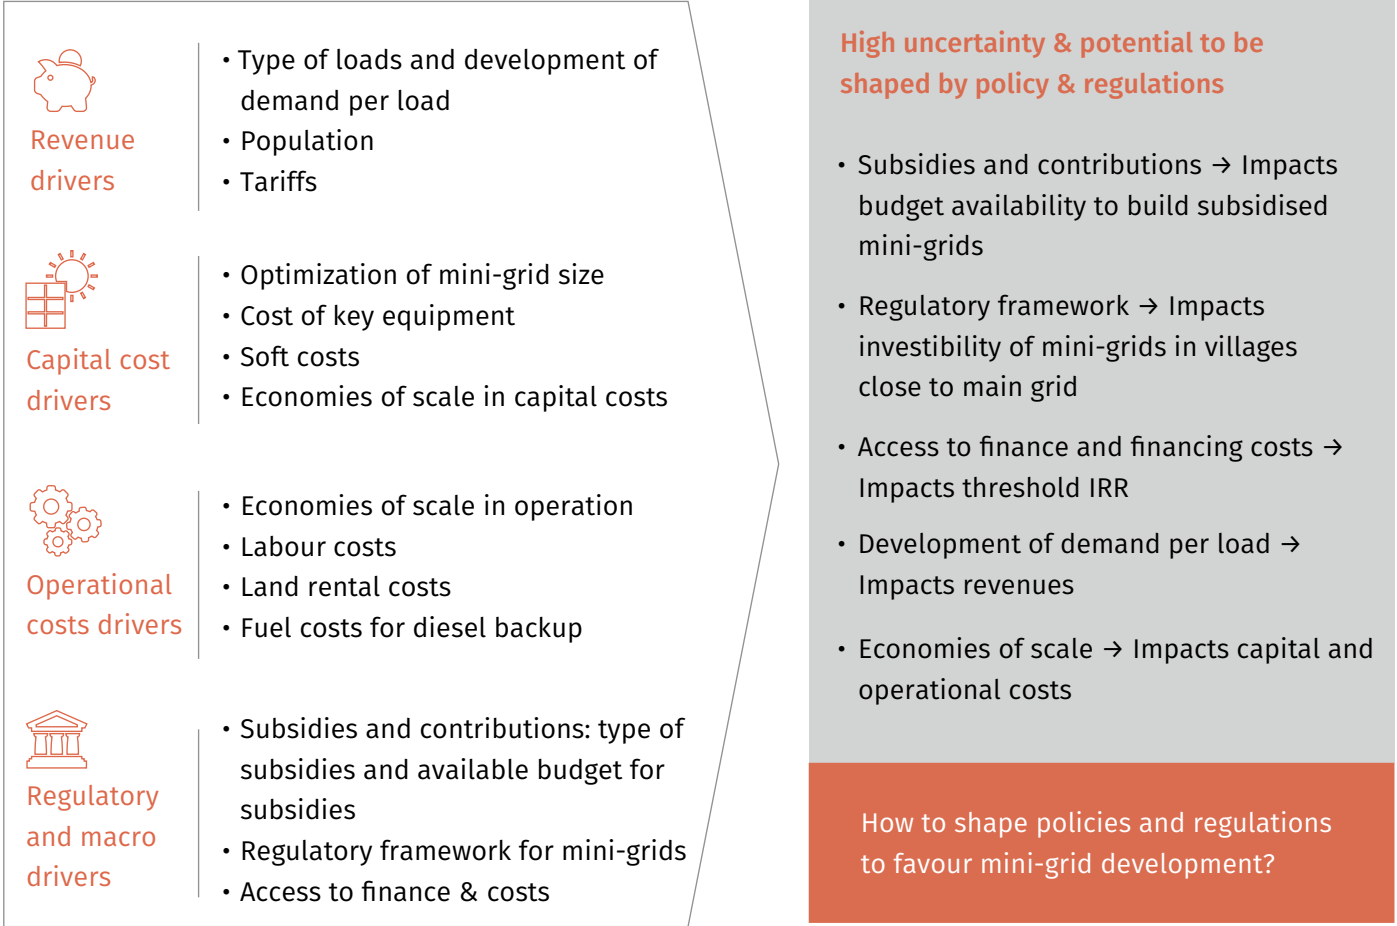 Revenue
drivers
• Type of loads and development of
demand per load
• Population
• Tariffs
Capital cost
drivers
• Optimization of mini-grid size
• Cost of key equipment
• Soft costs
• Economies of scale in capital costs
Operational
costs drivers
• Economies of scale in operation
• Labour costs
• Land rental costs
• Fuel costs for diesel backup
Regulatory
and macro
drivers
• Subsidies and contributions: type of
subsidies and available budget for
subsidies
• Regulatory framework for mini-grids
• Access to finance & costs
High uncertainty & potential to be
shaped by policy & regulations
• Subsidies and contributions → Impacts
budget availability to build subsidised
mini-grids
• Regulatory framework → Impacts
investibility of mini-grids in villages
close to main grid
• Access to finance and financing costs →
Impacts threshold IRR
• Development of demand per load →
Impacts revenues
• Economies of scale → Impacts capital and
operational costs
How to shape policies and regulations
to favour mini-grid development?